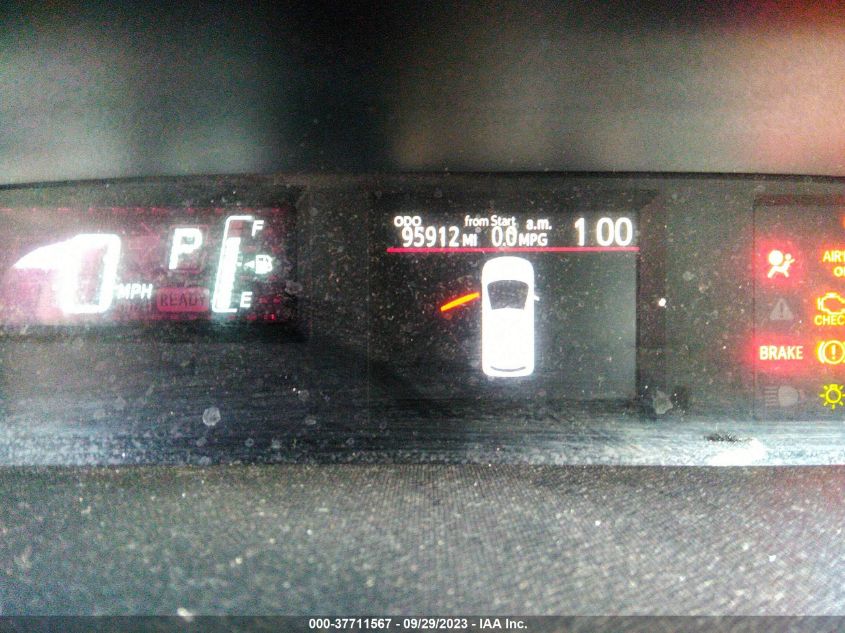 ODO from Start a.m. 1 00
95912 MI 0.0 MPG
P F
0 MPH READY E
AIR
CHEC
BRAKE
000-37711567 - 09/29/2023 - IAA Inc.